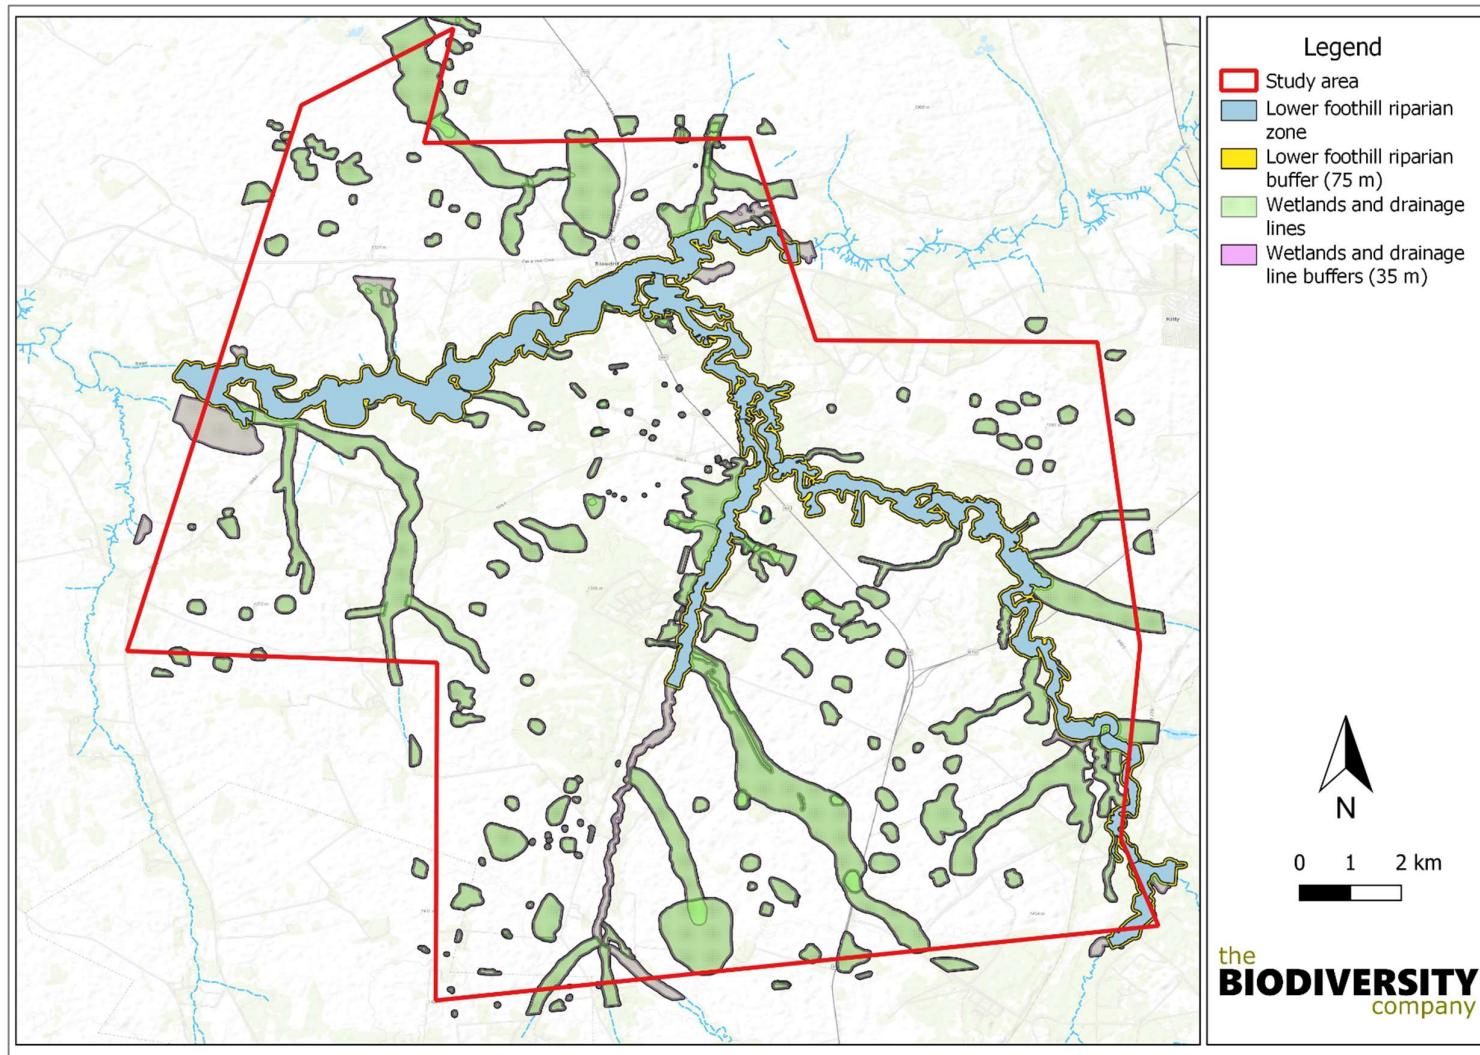 Legend
Study area
Lower foothill riparian
zone
Lower foothill riparian
buffer (75 m)
Wetlands and drainage
lines
Wetlands and drainage
line buffers (35 m)
N
0 1 2 km
the
BIODIVERSITY
company